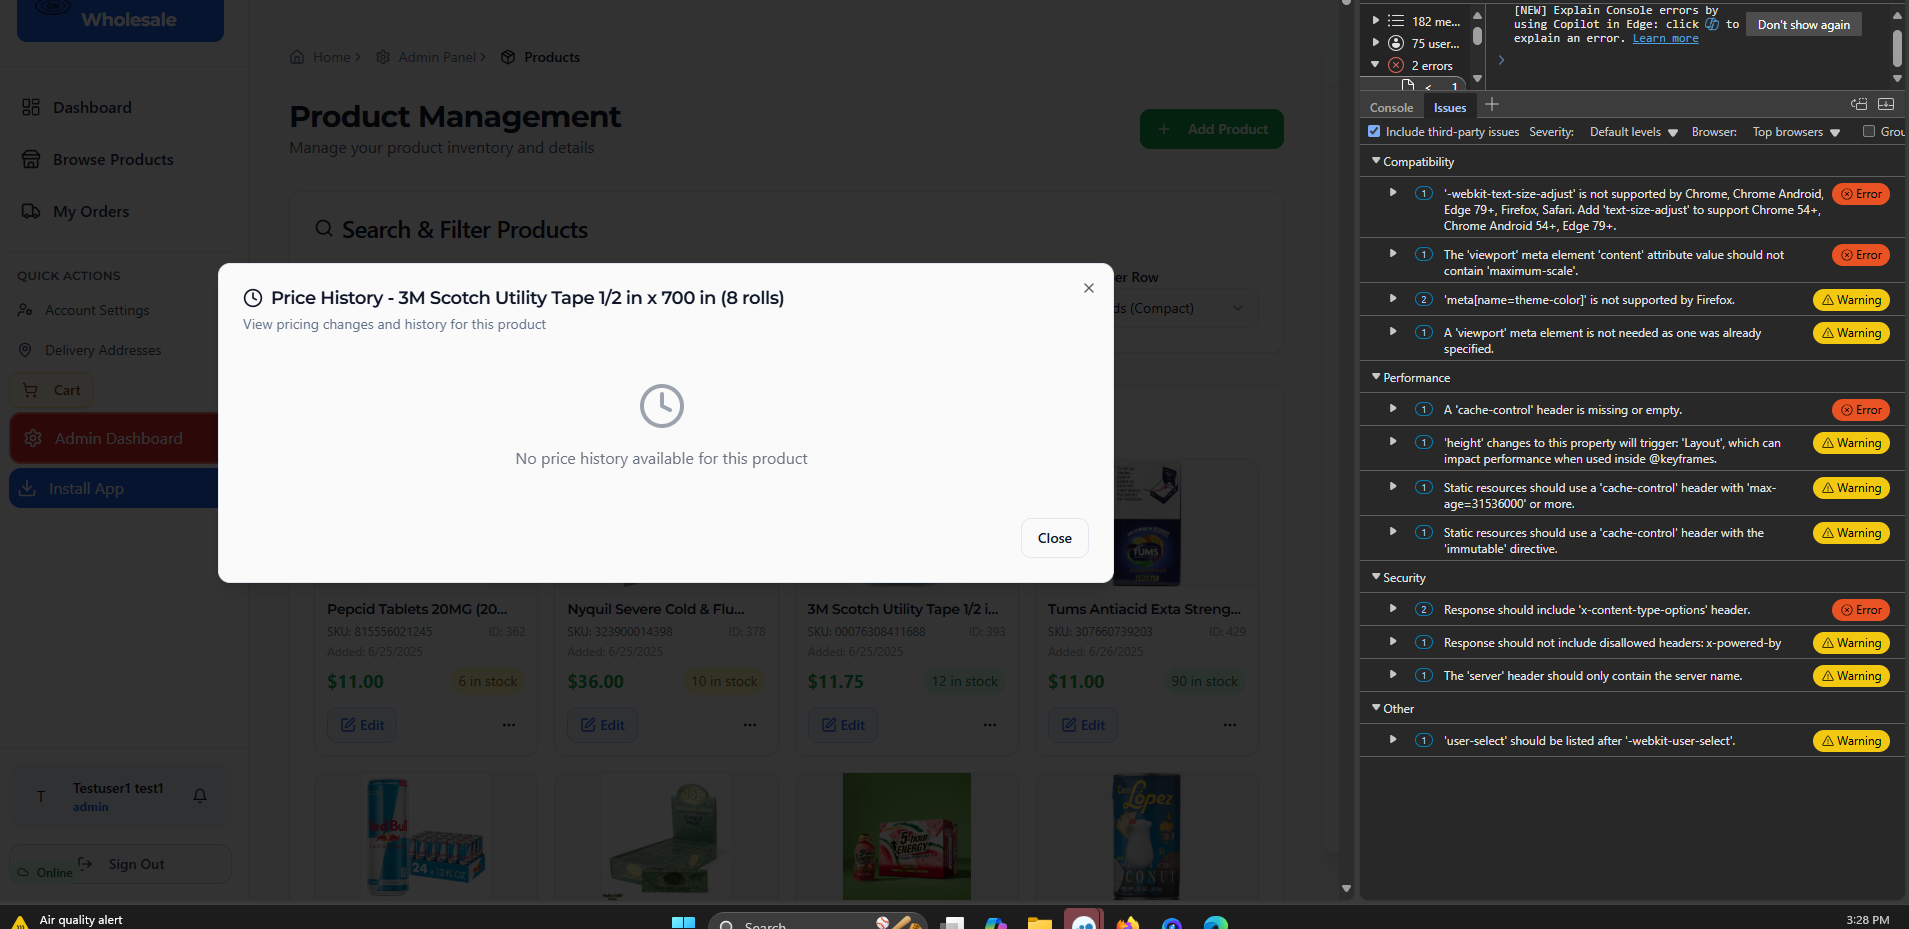 Wholesale
Dashboard
Browse Products
My Orders
QUICK ACTIONS
Account Settings
Delivery Addresses
Cart
Admin Dashboard
Install App
T
Testuser1 test1
admin
Online
Sign Out
Home
Admin Panel
Products
Product Management
Manage your product inventory and details
Add Product
Search & Filter Products
er Row
ds (Compact)
Price History - 3M Scotch Utility Tape 1/2 in x 700 in (8 rolls)
View pricing changes and history for this product
No price history available for this product
Close
TUMS
Pepcid Tablets 20MG (20...
SKU: 815556021245
ID: 362
Added: 6/25/2025
$11.00
6 in stock
Edit
Nyquil Severe Cold & Flu...
SKU: 323900014398
ID: 378
Added: 6/25/2025
$36.00
10 in stock
Edit
3M Scotch Utility Tape 1/2 i...
SKU: 00076308411688
ID: 393
Added: 6/25/2025
$11.75
12 in stock
Edit
Tums Antiacid Exta Streng...
SKU: 307660739203
ID: 429
Added: 6/26/2025
$11.00
90 in stock
Edit
Red Bull
24 x 12 FL OZ
5-hour
ENERGY
López
182 me...
75 user...
2 errors
< 1
[NEW] Explain Console errors by
using Copilot in Edge: click to
explain an error. Learn more
Don't show again
Console
Issues
Include third-party issues
Severity:
Default levels
Browser:
Top browsers
Grou
Compatibility
1 '-webkit-text-size-adjust' is not supported by Chrome, Chrome Android,
Edge 79+, Firefox, Safari. Add 'text-size-adjust' to support Chrome 54+,
Chrome Android 54+, Edge 79+.
Error
1 The 'viewport' meta element 'content' attribute value should not
contain 'maximum-scale'.
Error
2 'meta[name=theme-color]' is not supported by Firefox.
Warning
1 A 'viewport' meta element is not needed as one was already
specified.
Warning
Performance
1 A 'cache-control' header is missing or empty.
Error
1 'height' changes to this property will trigger: 'Layout', which can
impact performance when used inside @keyframes.
Warning
1 Static resources should use a 'cache-control' header with 'max-
age=31536000' or more.
Warning
1 Static resources should use a 'cache-control' header with the
'immutable' directive.
Warning
Security
2 Response should include 'x-content-type-options' header.
Error
1 Response should not include disallowed headers: x-powered-by
Warning
1 The 'server' header should only contain the server name.
Warning
Other
1 'user-select' should be listed after '-webkit-user-select'.
Warning
Air quality alert
Search
3:28 PM